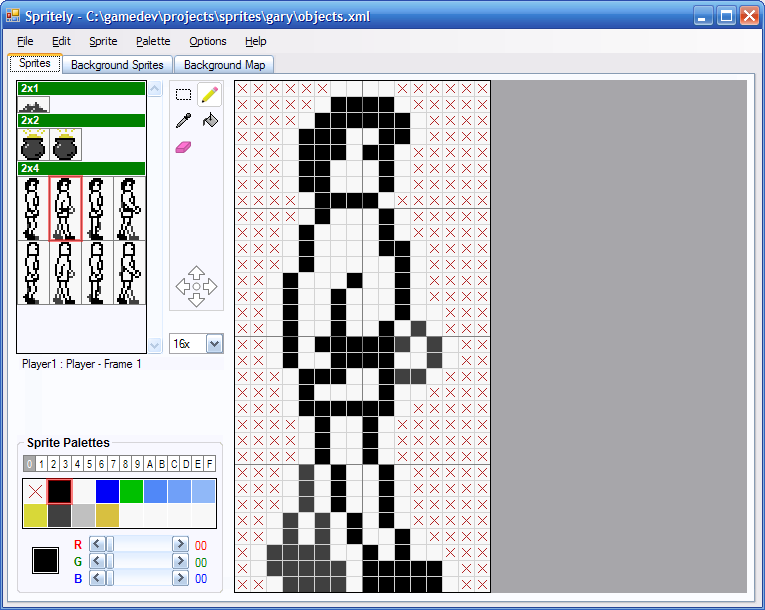 Spritely - C:\gamedev\projects\sprites\gary\objects.xml
File Edit Sprite Palette Options Help
Sprites Background Sprites Background Map
2x1
2x2
2x4
16x
Player1 : Player - Frame 1
Sprite Palettes
0 1 2 3 4 5 6 7 8 9 A B C D E F
R 00
G 00
B 00